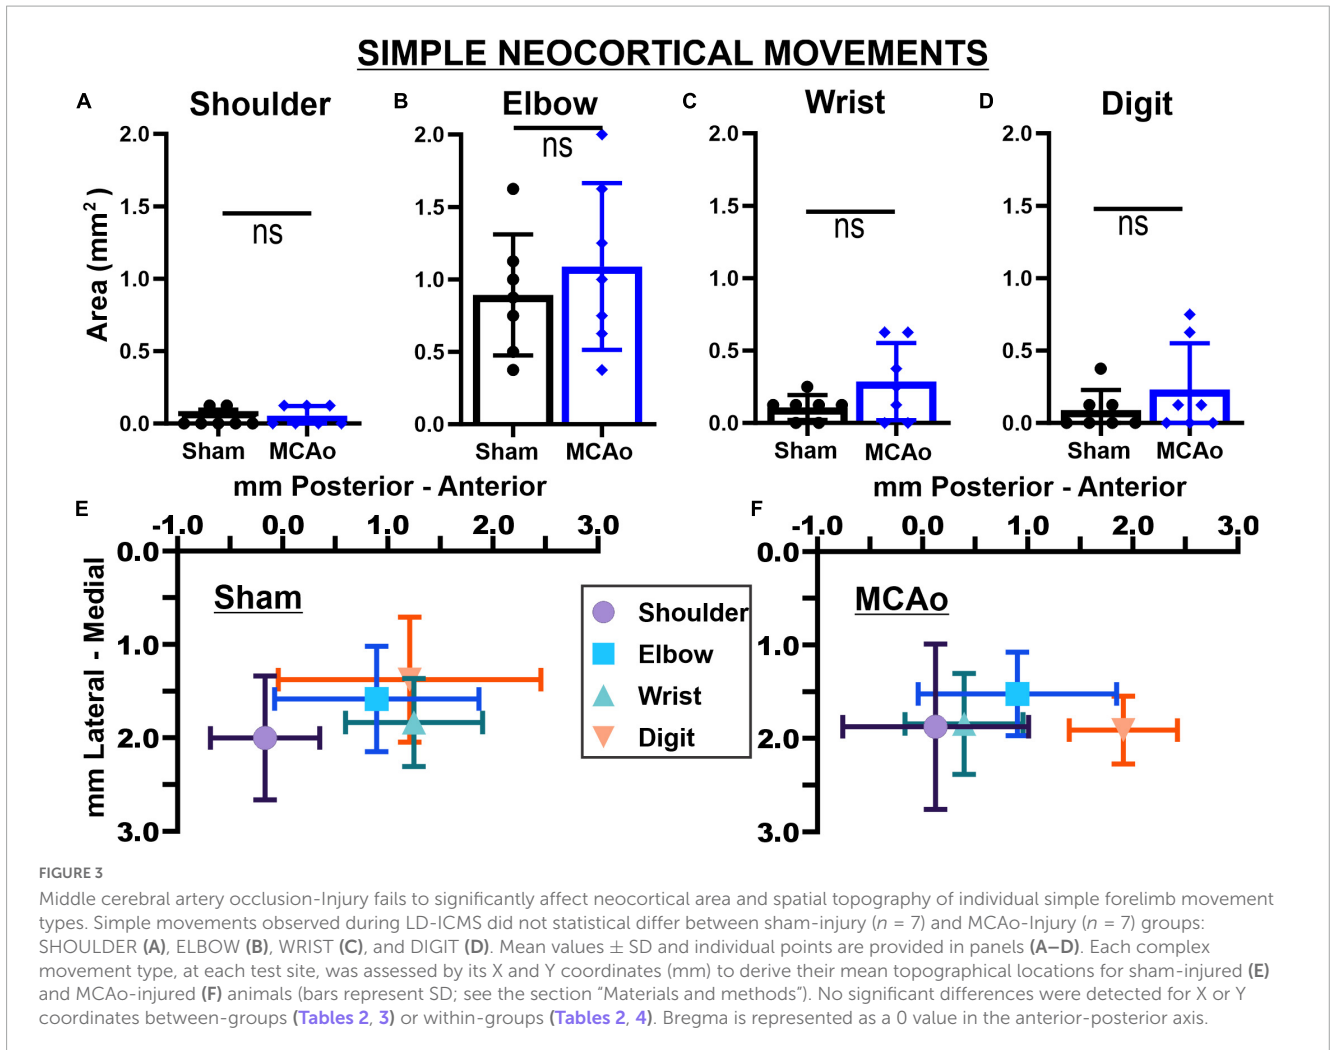 SIMPLE NEOCORTICAL MOVEMENTS
A Shoulder B Elbow C Wrist D Digit
Area (mm²)
2.0
1.5
1.0
0.5
0.0
ns
Sham MCAo
2.0
1.5
1.0
0.5
0.0
ns
Sham MCAo
2.0
1.5
1.0
0.5
0.0
ns
Sham MCAo
2.0
1.5
1.0
0.5
0.0
ns
Sham MCAo
E
mm Posterior - Anterior
-1.0 0.0 1.0 2.0 3.0
mm Lateral - Medial
0.0
1.0
2.0
3.0
Sham
Shoulder
Elbow
Wrist
Digit
F
mm Posterior - Anterior
-1.0 0.0 1.0 2.0 3.0
0.0
1.0
2.0
3.0
MCAo
FIGURE 3
Middle cerebral artery occlusion-Injury fails to significantly affect neocortical area and spatial topography of individual simple forelimb movement
types. Simple movements observed during LD-ICMS did not statistical differ between sham-injury (n = 7) and MCAo-Injury (n = 7) groups:
SHOULDER (A), ELBOW (B), WRIST (C), and DIGIT (D). Mean values ± SD and individual points are provided in panels (A–D). Each complex
movement type, at each test site, was assessed by its X and Y coordinates (mm) to derive their mean topographical locations for sham-injured (E)
and MCAo-injured (F) animals (bars represent SD; see the section "Materials and methods"). No significant differences were detected for X or Y
coordinates between-groups (Tables 2, 3) or within-groups (Tables 2, 4). Bregma is represented as a 0 value in the anterior-posterior axis.